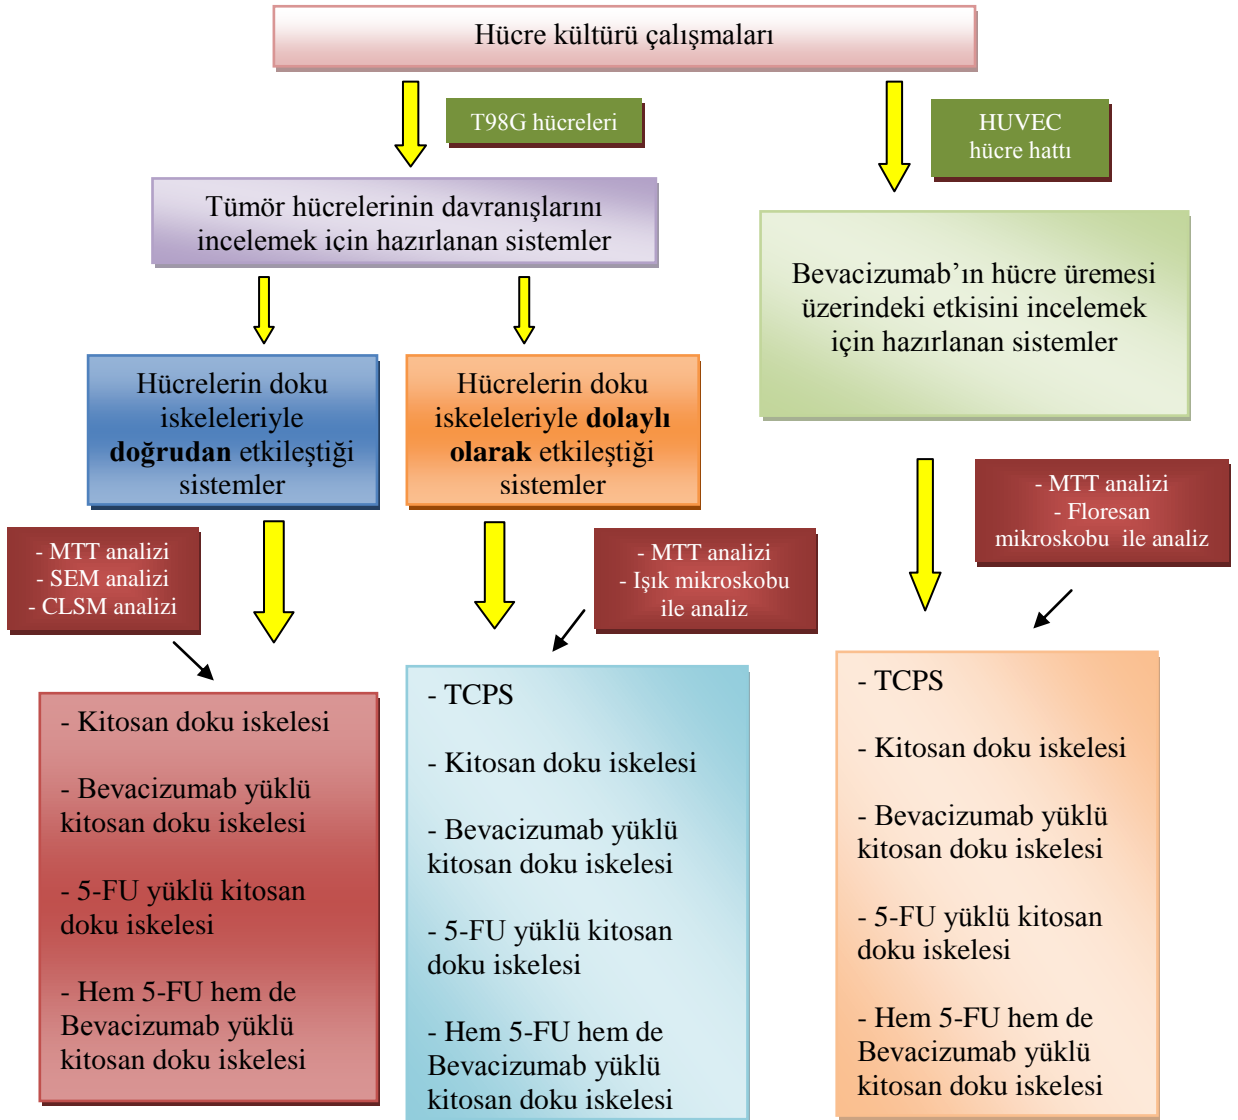 Hücre kültürü çalışmaları
T98G hücreleri
HUVEC
hücre hattı
Tümör hücrelerinin davranışlarını
incelemek için hazırlanan sistemler
Bevacizumab’ın hücre üremesi
üzerindeki etkisini incelemek
için hazırlanan sistemler
Hücrelerin doku
iskeleleriyle
doğrudan etkileştiği
sistemler
Hücrelerin doku
iskeleleriyle dolaylı
olarak etkileştiği
sistemler
- MTT analizi
- SEM analizi
- CLSM analizi
- MTT analizi
- Işık mikroskobu
ile analiz
- MTT analizi
- Floresan
mikroskobu ile analiz
- Kitosan doku iskelesi
- Bevacizumab yüklü
kitosan doku iskelesi
- 5-FU yüklü kitosan
doku iskelesi
- Hem 5-FU hem de
Bevacizumab yüklü
kitosan doku iskelesi
- TCPS
- Kitosan doku iskelesi
- Bevacizumab yüklü
kitosan doku iskelesi
- 5-FU yüklü kitosan
doku iskelesi
- Hem 5-FU hem de
Bevacizumab yüklü
kitosan doku iskelesi
- TCPS
- Kitosan doku iskelesi
- Bevacizumab yüklü
kitosan doku iskelesi
- 5-FU yüklü kitosan
doku iskelesi
- Hem 5-FU hem de
Bevacizumab yüklü
kitosan doku iskelesi